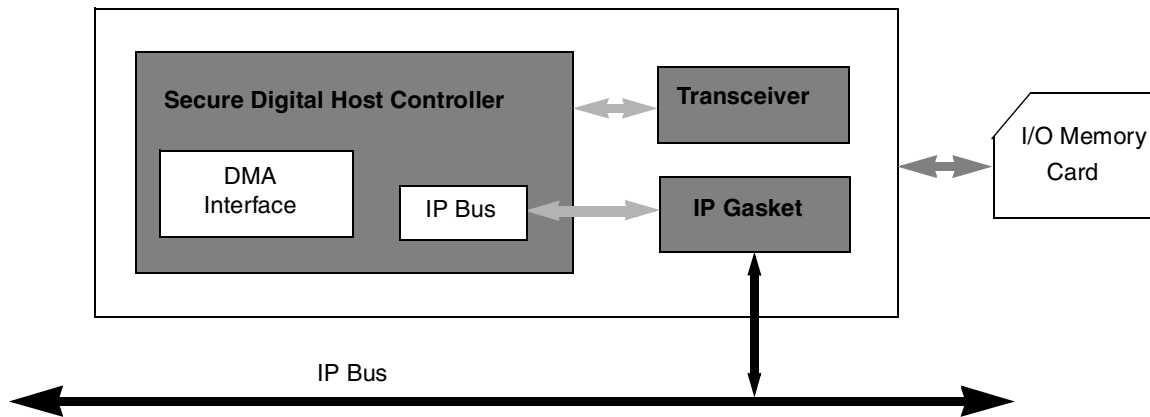 Secure Digital Host Controller
Transceiver
DMA
Interface
IP Bus
IP Gasket
I/O Memory
Card
IP Bus